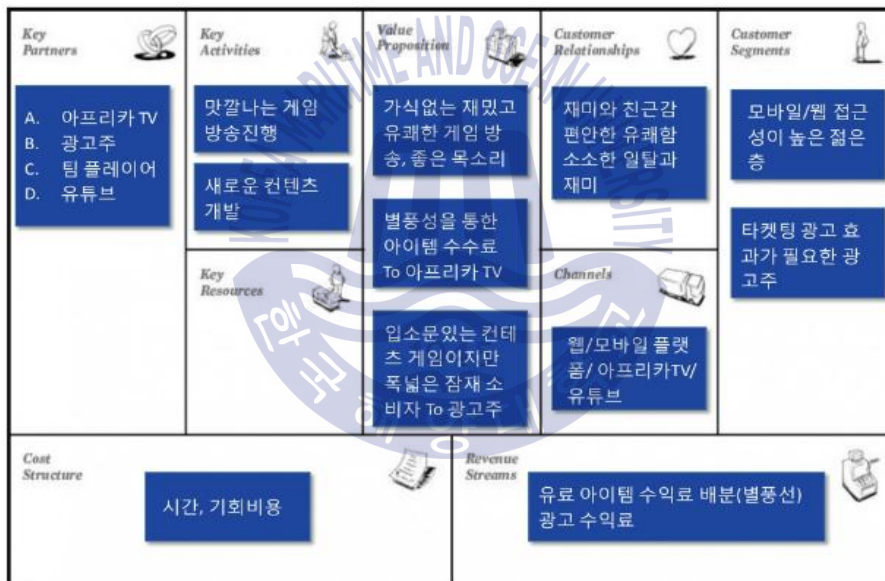 Key
Partners
A. 아프리카 TV
B. 광고주
C. 팀 플레이어
D. 유튜브
Key
Activities
맛깔나는 게임
방송진행
새로운 컨텐츠
개발
Key
Resources
Value
Proposition
가식없는 재밌고
유쾌한 게임 방
송, 좋은 목소리
별풍성을 통한
아이템 수수료
To 아프리카 TV
입소문있는 컨테
츠 게임이지만
폭넓은 잠재 소
비자 To 광고주
Customer
Relationships
재미와 친근감
편안한 유쾌함
소소한 일탈과
재미
Channels
웹/모바일 플랫
폼/ 아프리카TV/
유튜브
Customer
Segments
모바일/웹 접근
성이 높은 젊은
층
타켓팅 광고 효
과가 필요한 광
고주
Cost
Structure
시간, 기회비용
Revenue
Streams
유료 아이템 수익료 배분(별풍선)
광고 수익료
KOREA MARITIME AND OCEAN UNIVERSITY